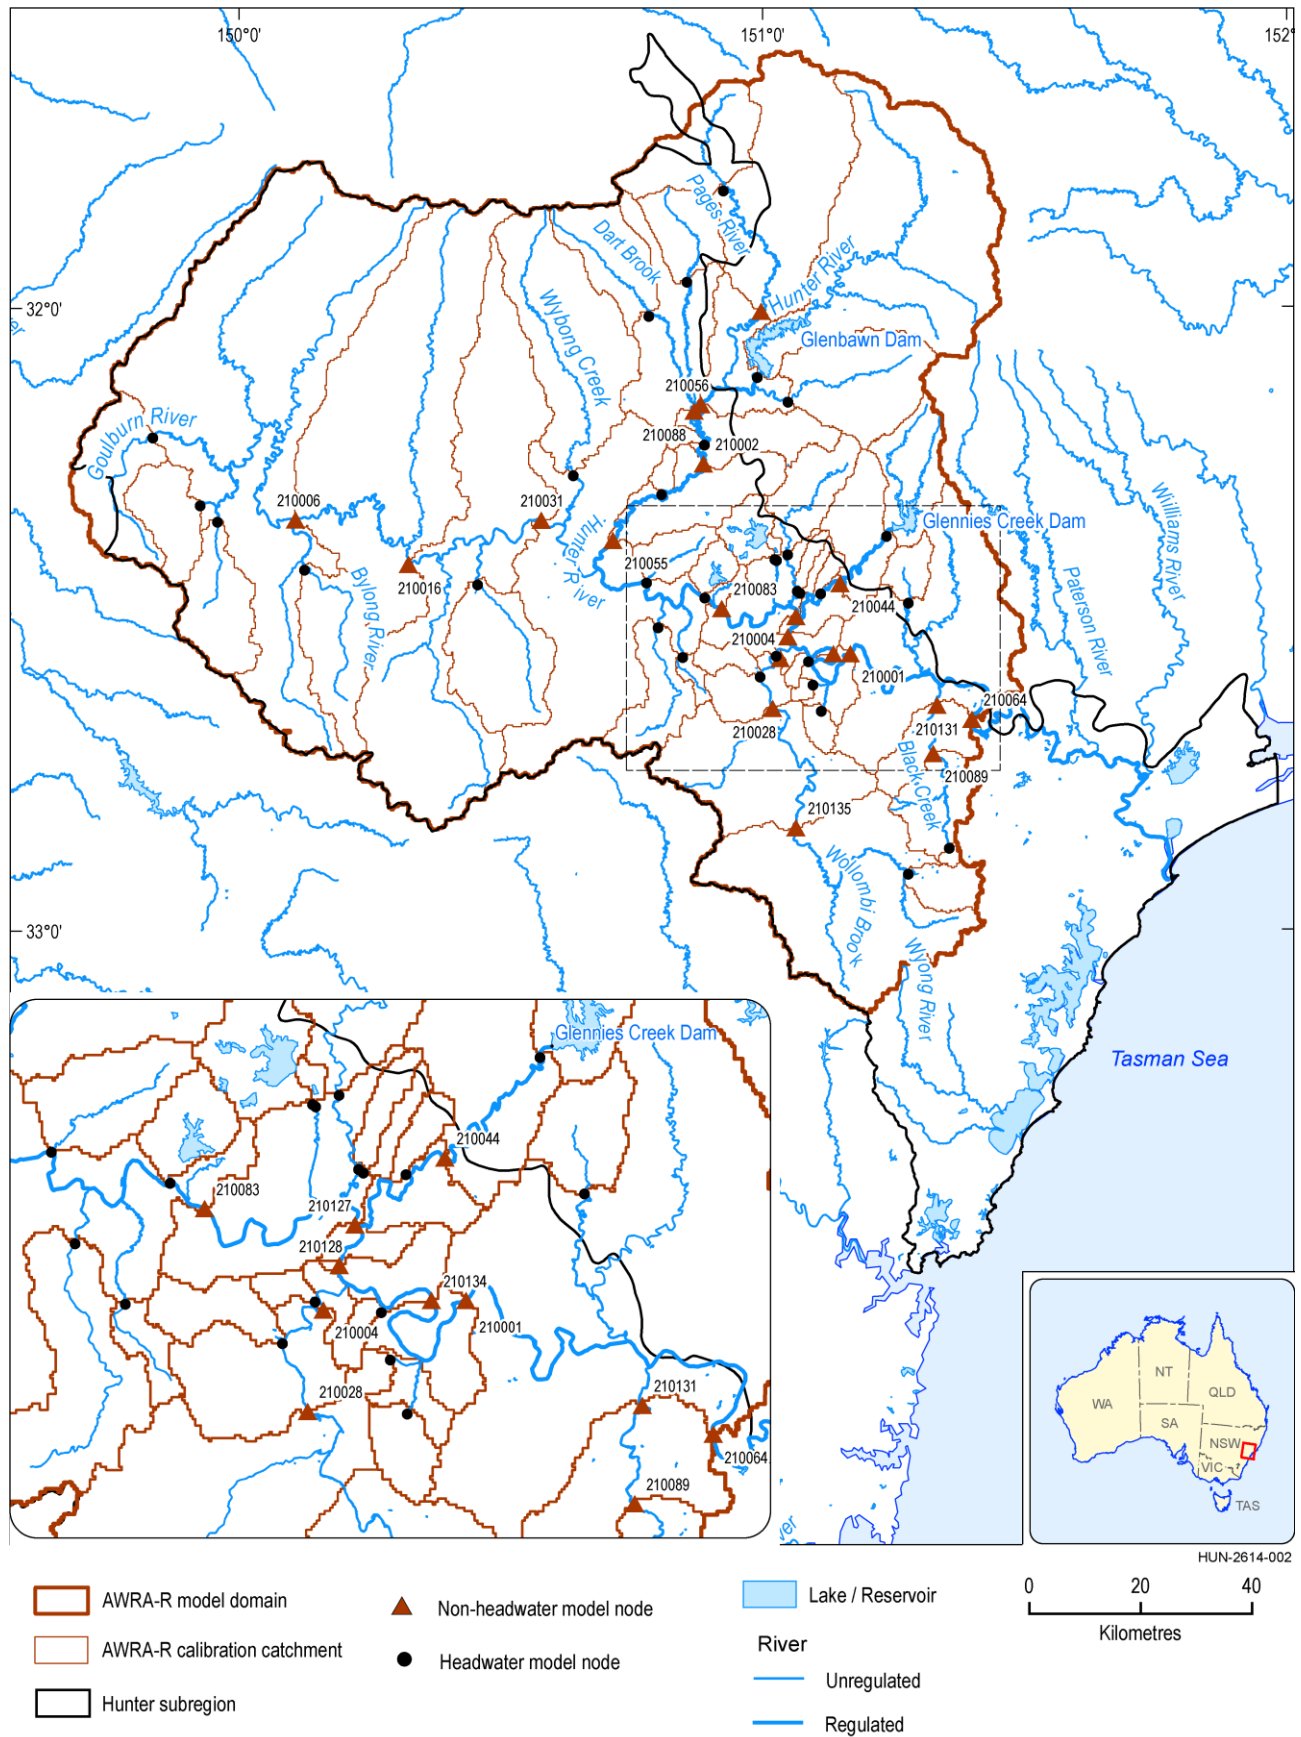 150°0'
151°0'
152°
Pages River
Dart Brook
Hunter River
32°0'
Wybong Creek
Glenbawn Dam
210056
Goulburn River
210088
210002
210006
210031
Glennies Creek Dam
Williams River
Hunter River
210055
210083
210016
Bylong River
210044
Paterson River
210004
210001
210064
210028
210131
Black Creek
210089
210135
Wollombi Brook
33°0'
Wyong River
Tasman Sea
Glennies Creek Dam
210044
210083
210127
210128
210134
210004
210001
210028
210131
210064
210089
ver
NT
QLD
WA
SA
NSW
VIC
TAS
HUN-2614-002
AWRA-R model domain
Non-headwater model node
Lake / Reservoir
0 20 40
Kilometres
AWRA-R calibration catchment
Headwater model node
River
Unregulated
Hunter subregion
Regulated